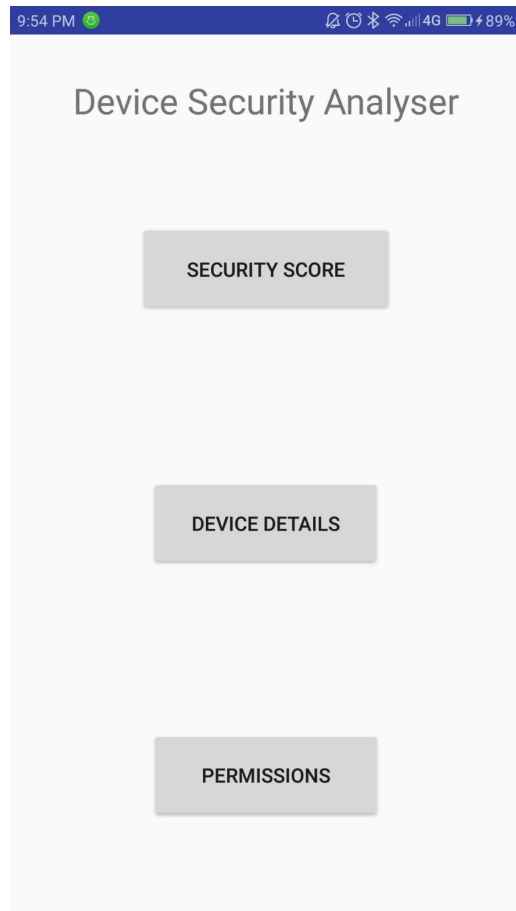 9:54 PM 4G 89%
Device Security Analyser
SECURITY SCORE
DEVICE DETAILS
PERMISSIONS